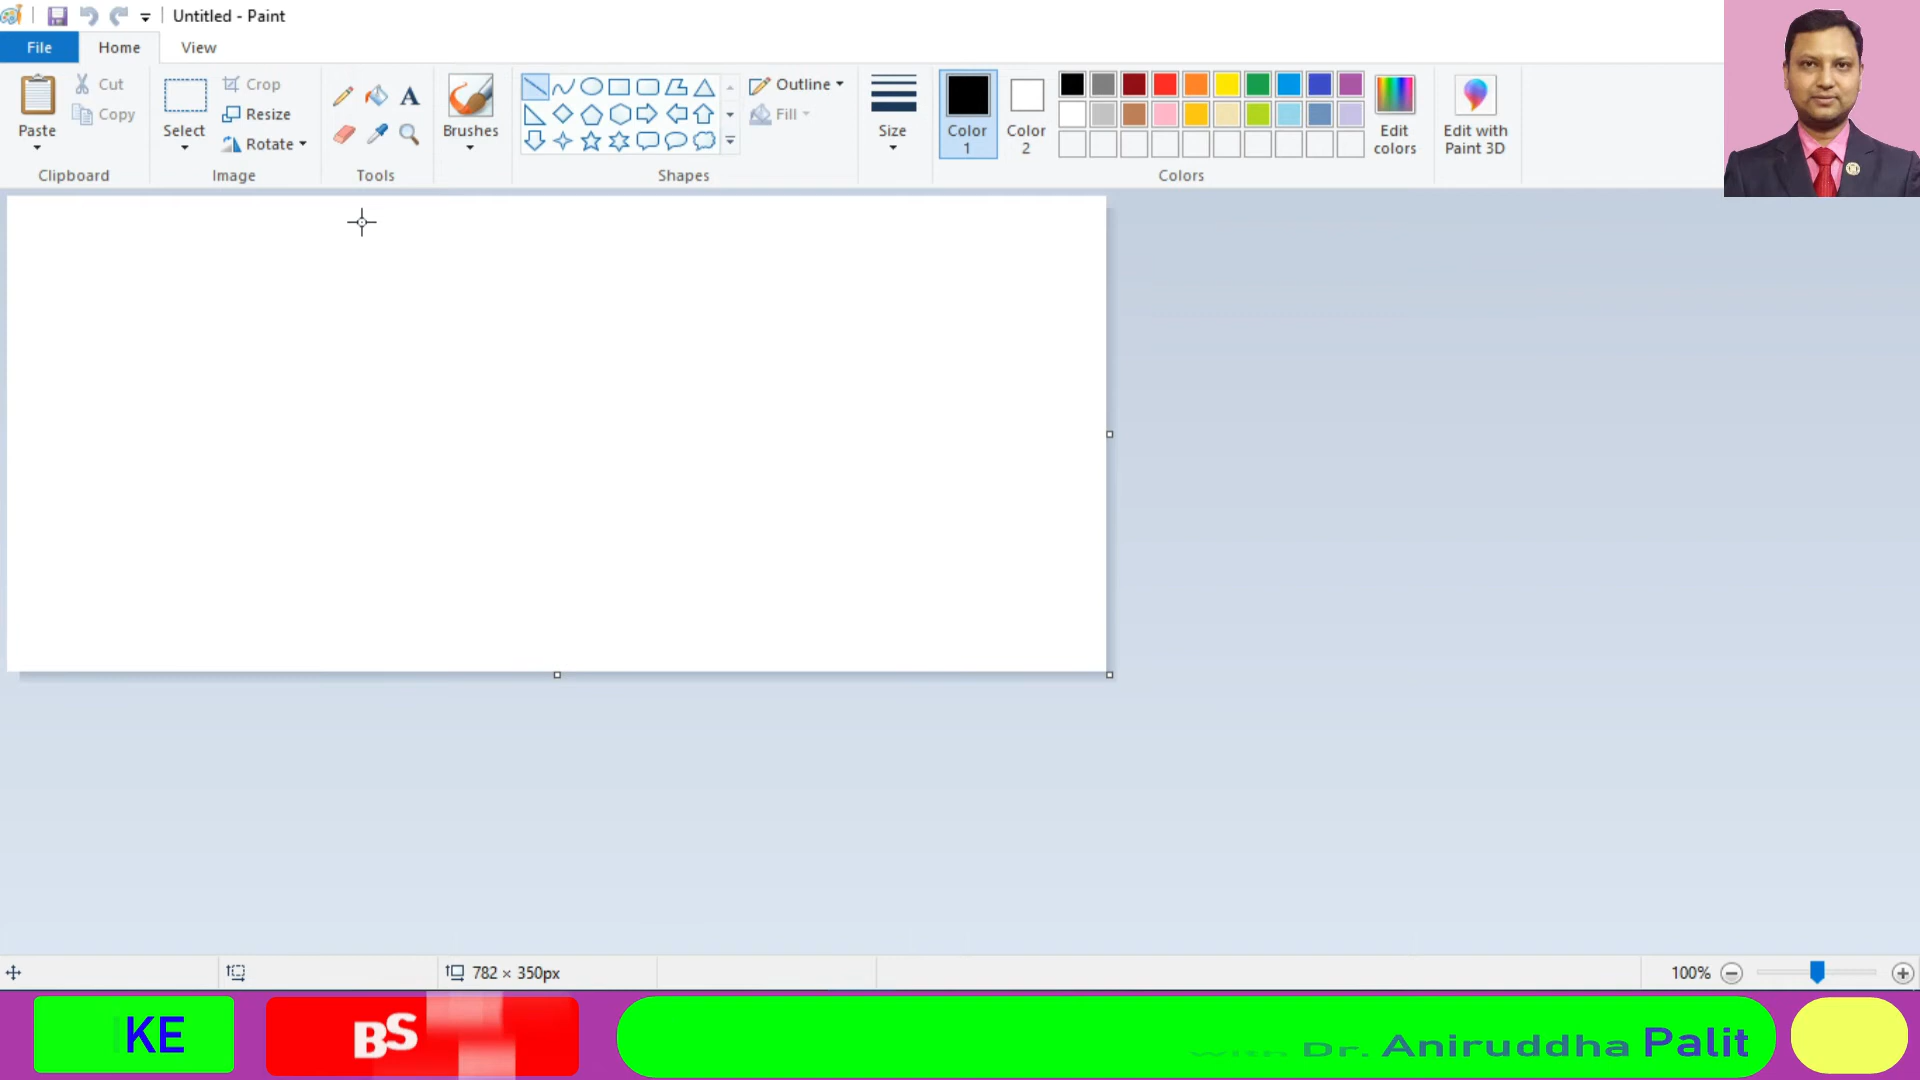 Untitled - Paint
File Home View
Paste
Cut
Copy
Clipboard
Select
Crop
Resize
Rotate
Image
A
Tools
Brushes
Outline
Fill
Shapes
Size
Color
1
Color
2
Colors
Edit
colors
Edit with
Paint 3D
782 × 350px
100%
KE
BS
Dr. Aniruddha Palit